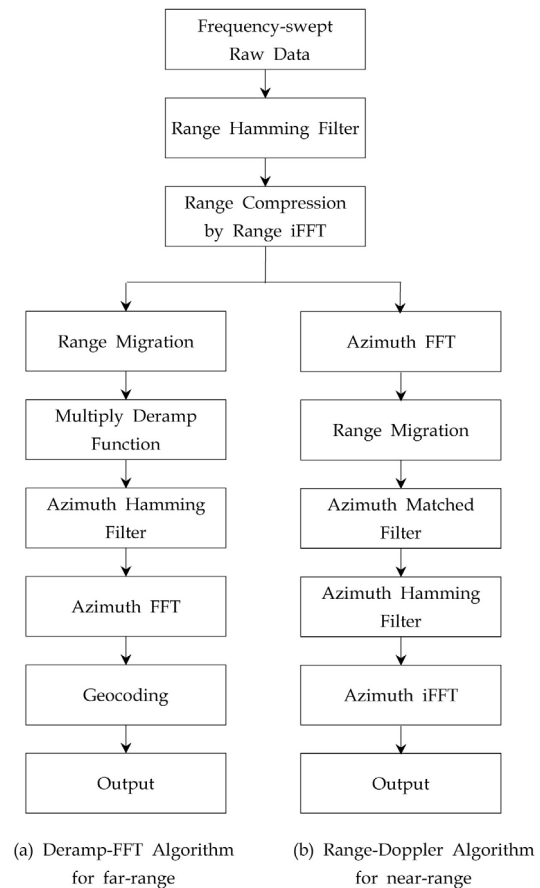 Frequency-swept
Raw Data
Range Hamming Filter
Range Compression
by Range iFFT
Range Migration
Multiply Deramp
Function
Azimuth Hamming
Filter
Azimuth FFT
Geocoding
Output
(a) Deramp-FFT Algorithm
for far-range
Azimuth FFT
Range Migration
Azimuth Matched
Filter
Azimuth Hamming
Filter
Azimuth iFFT
Output
(b) Range-Doppler Algorithm
for near-range